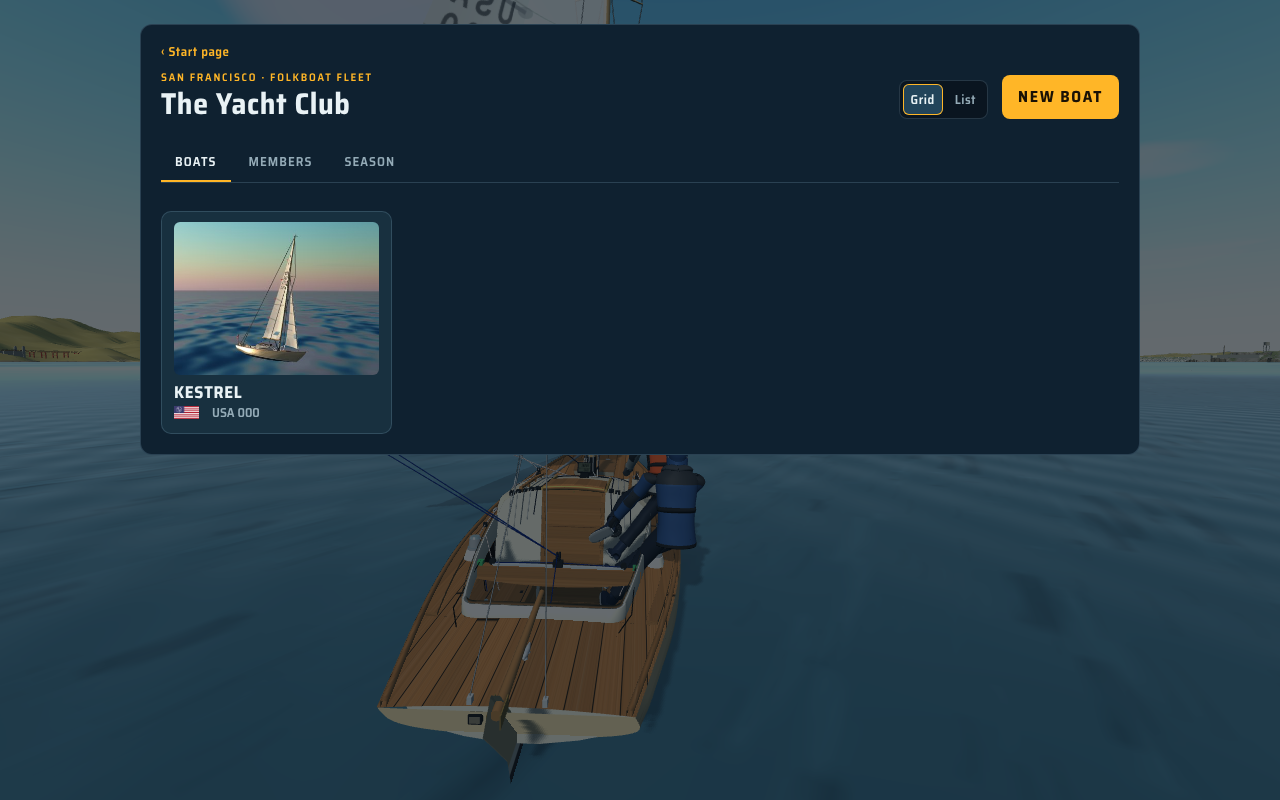 ‹ Start page
SAN FRANCISCO · FOLKBOAT FLEET
The Yacht Club
Grid List
NEW BOAT
BOATS MEMBERS SEASON
KESTREL
USA 000